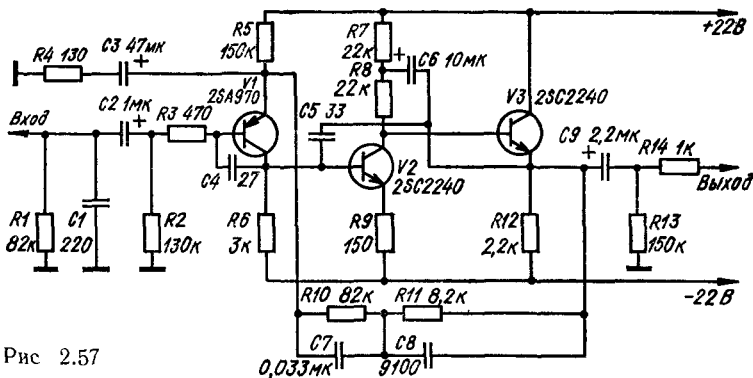 R4 130
C3 47мк
+
R5
150к
R7
22к
+
C6 10мк
R8
22к
+22В
V1
2SA970
V3 2SC2240
Вход
C2 1мк
+
R3 470
C5 33
C9 2,2мк
+
R14 1к
Выход
C4
27
V2
2SC2240
R1
82к
C1
220
R2
130к
R6
3к
R9
150
R12
2,2к
R13
150к
-22В
R10 82к
R11 8,2к
C7
0,033мк
C8
9100
Рис 2.57